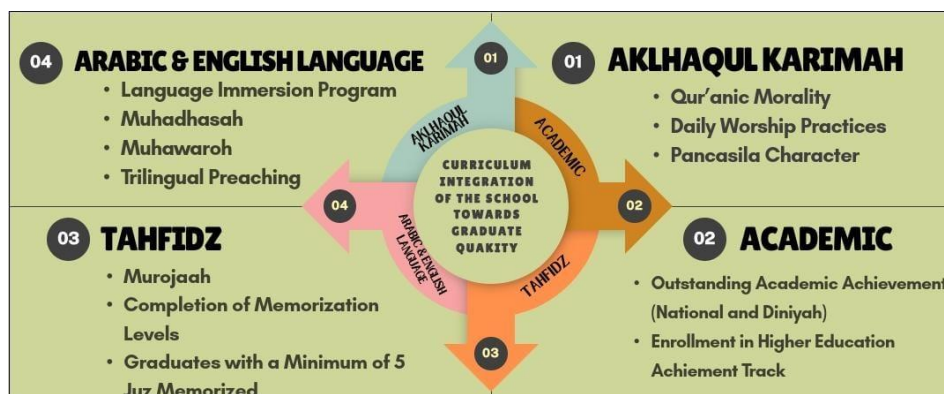 04 ARABIC & ENGLISH LANGUAGE
• Language Immersion Program
• Muhadhasah
• Muhawaroh
• Trilingual Preaching
01 AKLHAQUL KARIMAH
• Qur'anic Morality
• Daily Worship Practices
• Pancasila Character
01
AKLHAQUL
KARIMAH
ACADEMIC
CURRICULUM
INTEGRATION
OF THE SCHOOL
TOWARDS
GRADUATE
QUAKITY
04
02
ARABIC & ENGLISH
LANGUAGE
TAHFIDZ
03
03 TAHFIDZ
• Murojaah
• Completion of Memorization
Levels
• Graduates with a Minimum of 5
Juz Memorized
02 ACADEMIC
• Outstanding Academic Achievement
(National and Diniyah)
• Enrollment in Higher Education
Achiement Track